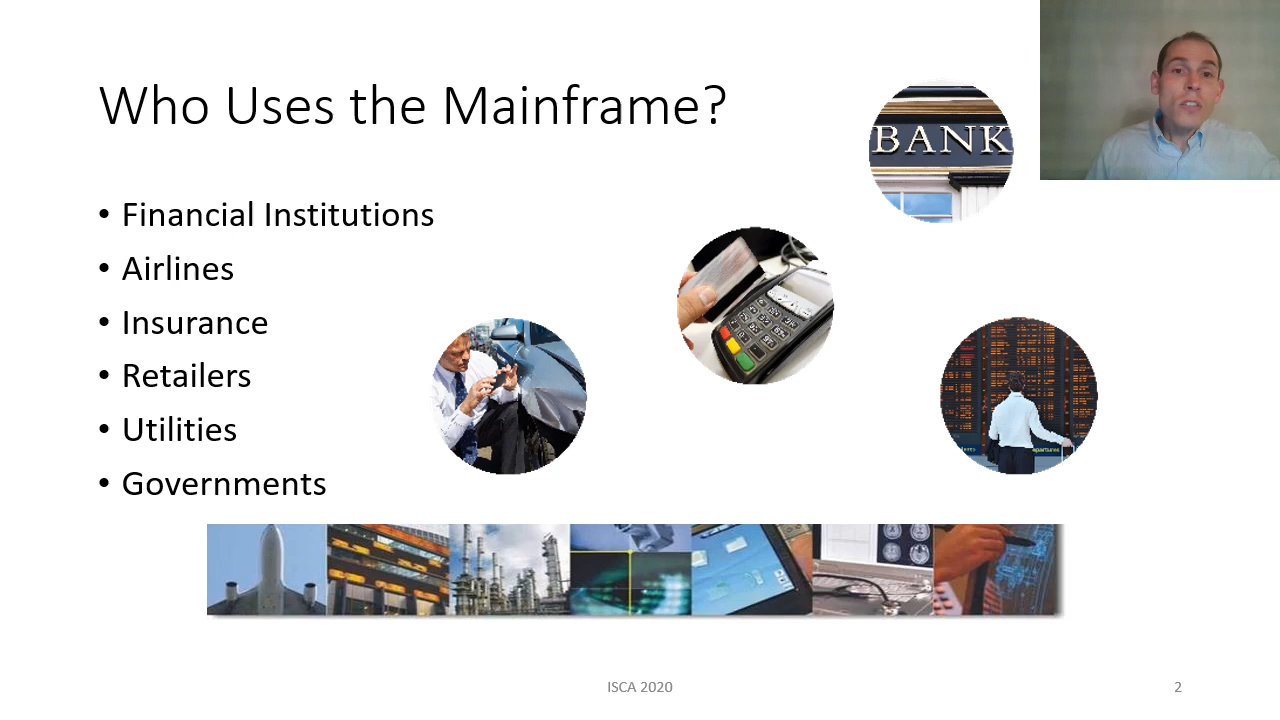 Who Uses the Mainframe?
BANK
• Financial Institutions
• Airlines
• Insurance
• Retailers
• Utilities
• Governments
ISCA 2020
2